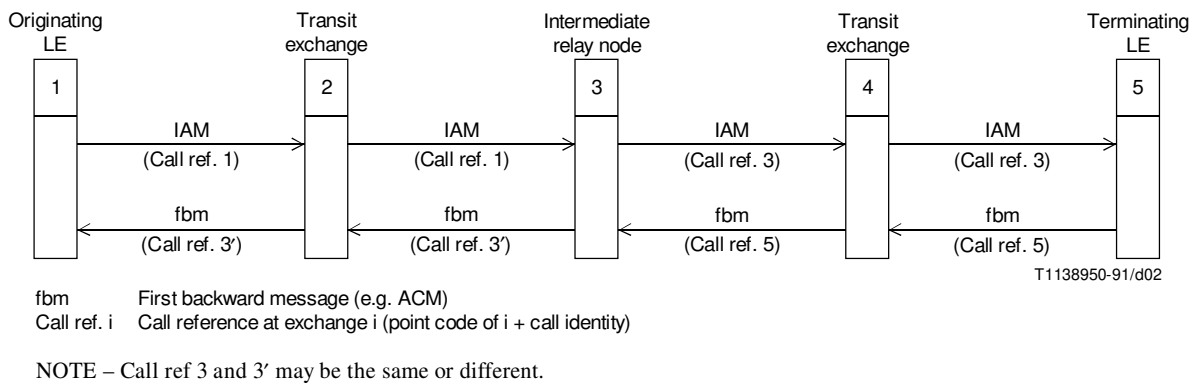 Originating
LE
Transit
exchange
Intermediate
relay node
Transit
exchange
Terminating
LE
1
2
3
4
5
IAM
(Call ref. 1)
IAM
(Call ref. 1)
IAM
(Call ref. 3)
IAM
(Call ref. 3)
fbm
(Call ref. 3′)
fbm
(Call ref. 3′)
fbm
(Call ref. 5)
fbm
(Call ref. 5)
T1138950-91/d02
fbm First backward message (e.g. ACM)
Call ref. i Call reference at exchange i (point code of i + call identity)
NOTE – Call ref 3 and 3′ may be the same or different.